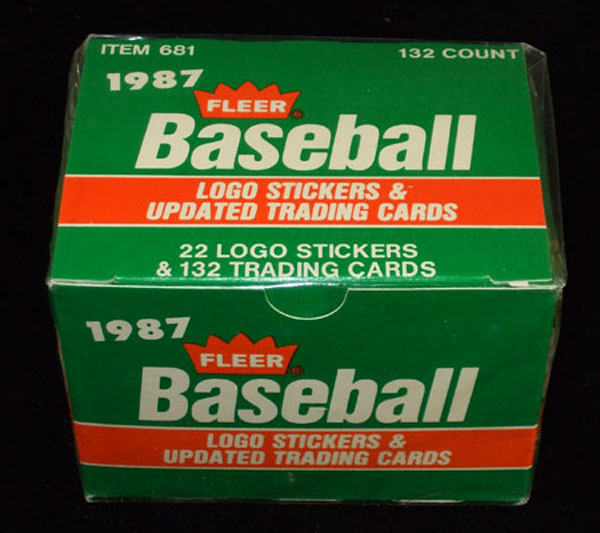 ITEM 681 132 COUNT
1987
FLEER®
Baseball
LOGO STICKERS &
UPDATED TRADING CARDS
22 LOGO STICKERS
& 132 TRADING CARDS
1987
FLEER®
Baseball
LOGO STICKERS &
UPDATED TRADING CARDS